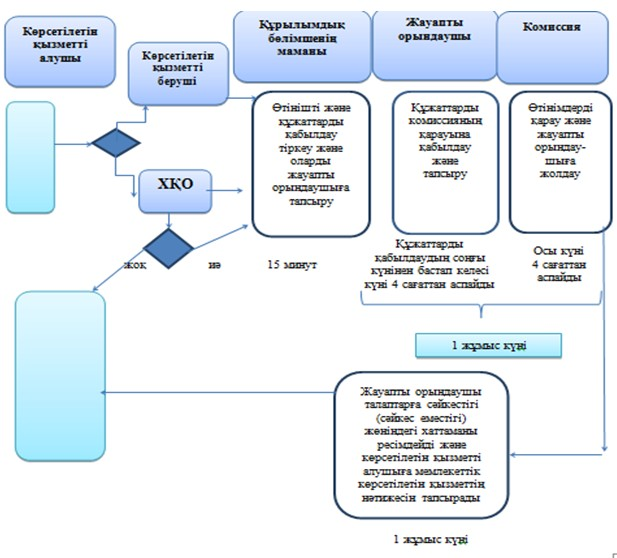 Көрсетілетін
қызметті
алушы
Көрсетілетін
қызметті
беруші
Құрылымдық
бөлімшенің
маманы
Жауапты
орындаушы
Комиссия
Өтінішті және
құжаттарды
қабылдау
тіркеу және
оларды
жауапты
орындаушыға
тапсыру
Құжаттарды
комиссияның
қарауына
қабылдау
және
тапсыру
Өтінімдерді
қарау және
жауапты
орындау-
шыға
жолдау
ХҚО
жоқ
иә
15 минут
Құжаттарды
қабылдаудың соңғы
күнінен бастап келесі
күні 4 сағаттан аспайды
Осы күні
4 сағаттан
аспайды
1 жұмыс күні
Жауапты орындаушы
талаптарға сәйкестігі
(сәйкес еместігі)
жөніндегі хаттаманы
ресімдейді және
көрсетілетін қызметті
алушыға мемлекеттік
көрсетілетін қызметтің
нәтижесін тапсырады
1 жұмыс күні